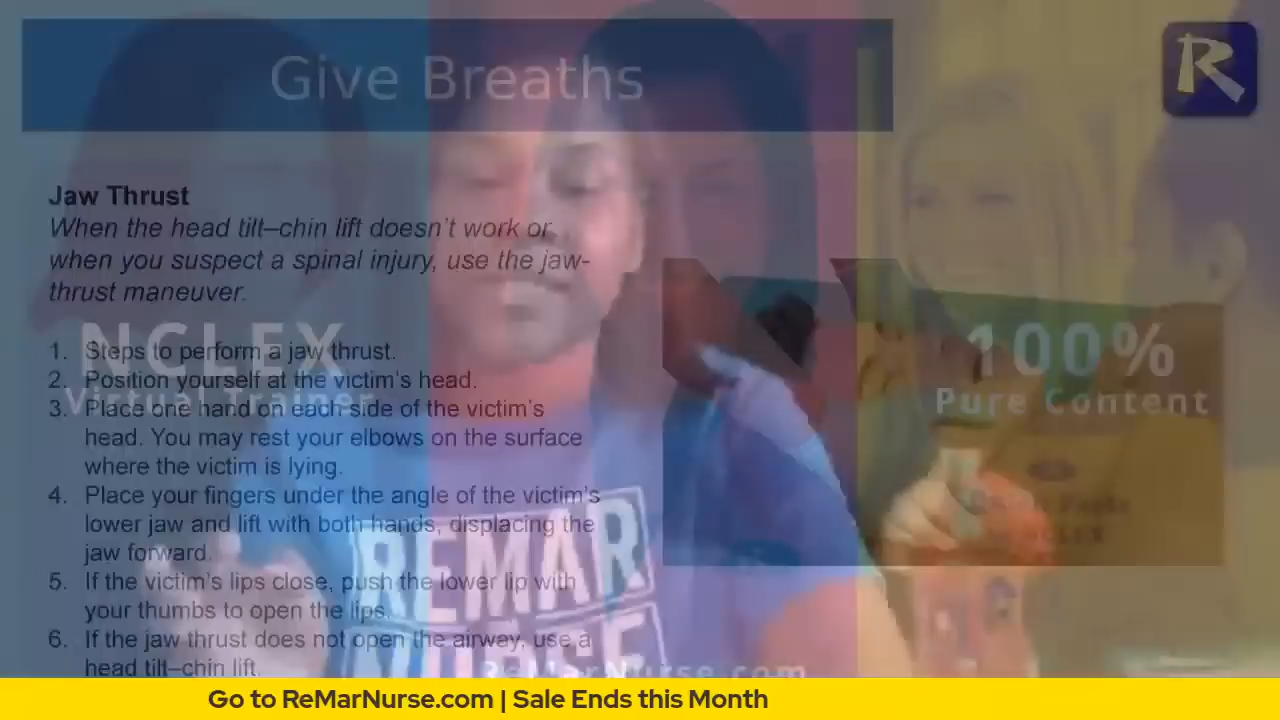 Give Breaths
R
Jaw Thrust
When the head tilt–chin lift doesn't work or
when you suspect a spinal injury, use the jaw-
thrust maneuver.
NCLEX
Virtual Trainer
100%
Pure Content
1. Steps to perform a jaw thrust.
2. Position yourself at the victim's head.
3. Place one hand on each side of the victim's
head. You may rest your elbows on the surface
where the victim is lying.
4. Place your fingers under the angle of the victim's
lower jaw and lift with both hands, displacing the
jaw forward.
5. If the victim's lips close, push the lower lip with
your thumbs to open the lips.
6. If the jaw thrust does not open the airway, use a
head tilt–chin lift.
REMAR
NURSE
ReMarNurse.com
Go to ReMarNurse.com | Sale Ends this Month